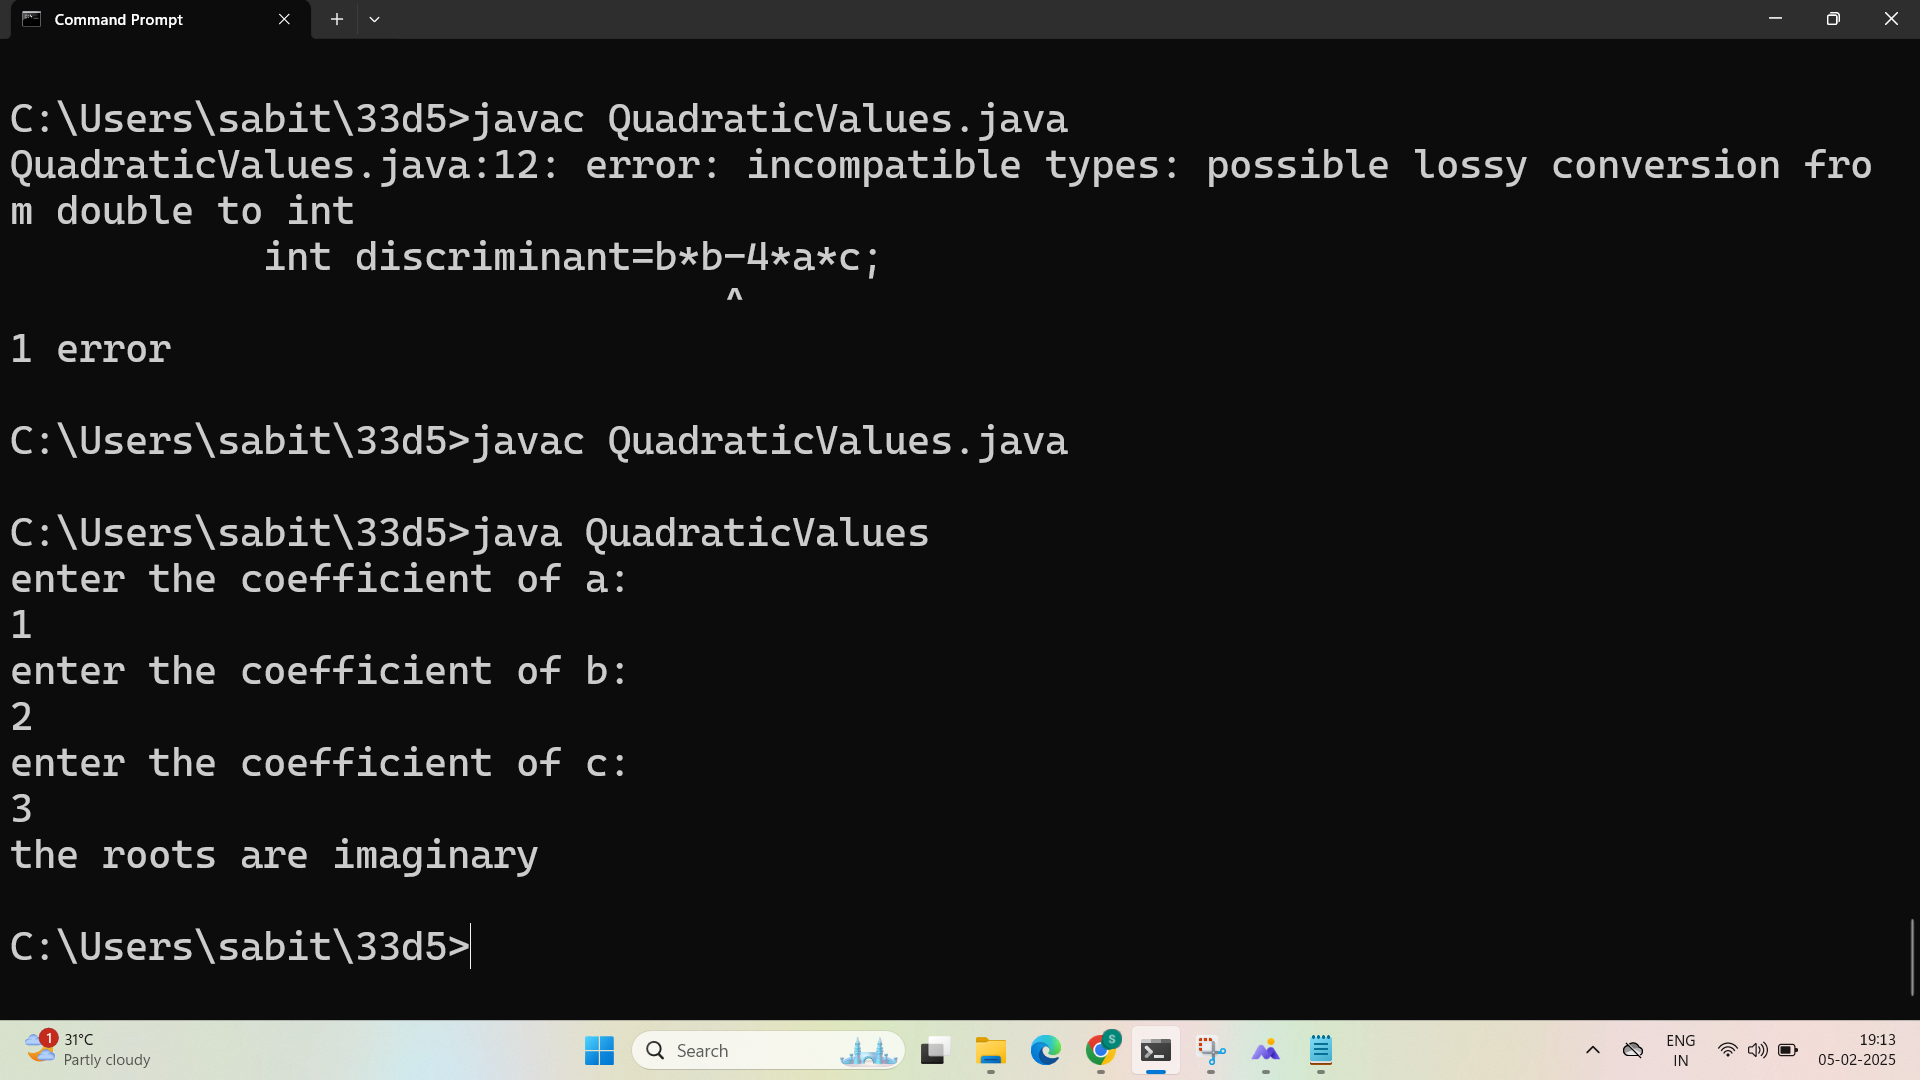 Command Prompt
C:\Users\sabit\33d5>javac QuadraticValues.java
QuadraticValues.java:12: error: incompatible types: possible lossy conversion fro
m double to int
           int discriminant=b*b-4*a*c;
                               ^
1 error
C:\Users\sabit\33d5>javac QuadraticValues.java
C:\Users\sabit\33d5>java QuadraticValues
enter the coefficient of a:
1
enter the coefficient of b:
2
enter the coefficient of c:
3
the roots are imaginary
C:\Users\sabit\33d5>
1
31°C
Partly cloudy
Search
S
ENG
IN
19:13
05-02-2025